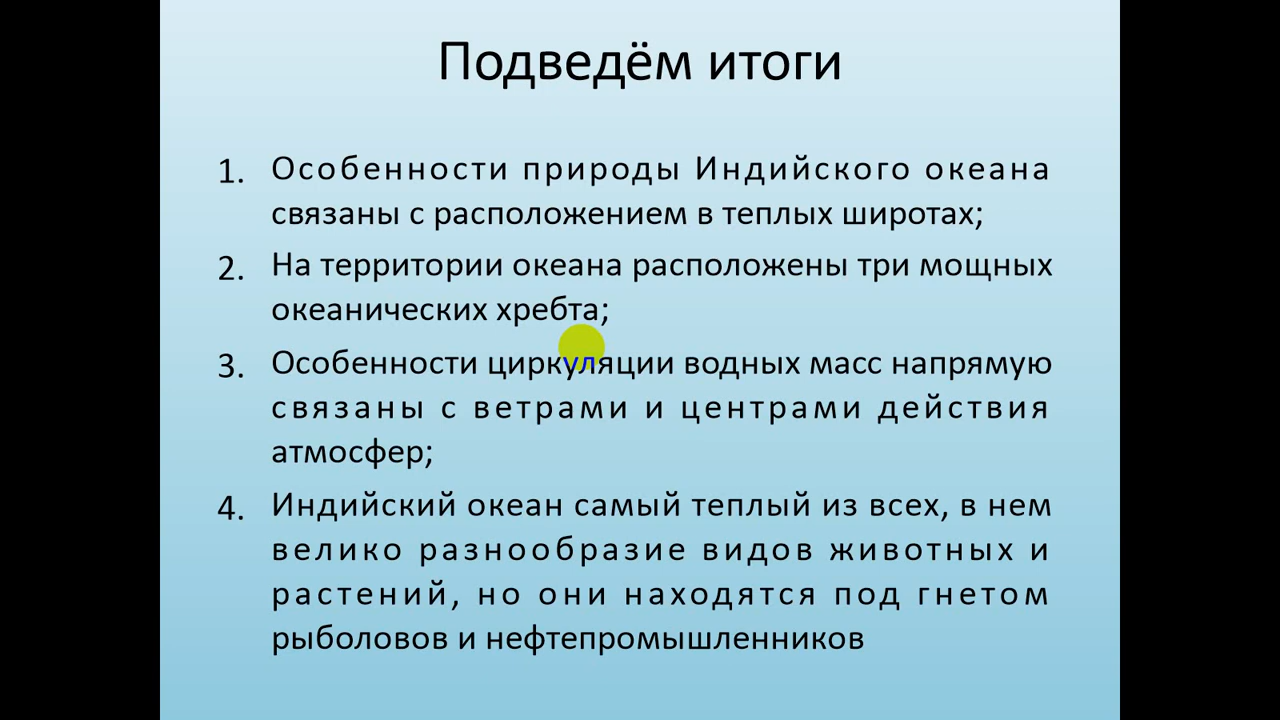 Подведём итоги
1. Особенности природы Индийского океана
связаны с расположением в теплых широтах;
2. На территории океана расположены три мощных
океанических хребта;
3. Особенности циркуляции водных масс напрямую
связаны с ветрами и центрами действия
атмосфер;
4. Индийский океан самый теплый из всех, в нем
велико разнообразие видов животных и
растений, но они находятся под гнетом
рыболовов и нефтепромышленников